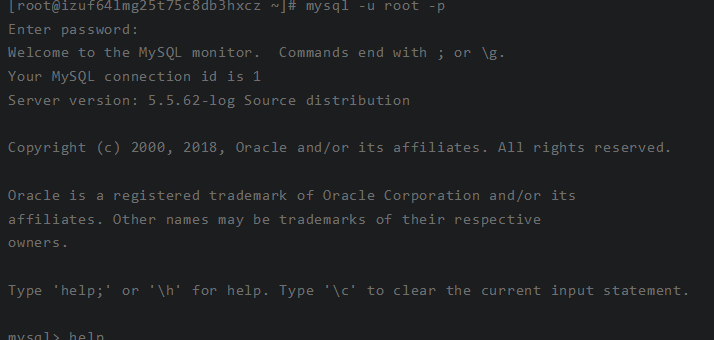 [root@izuf64lmg25t75c8db3hxcz ~]# mysql -u root -p
Enter password:
Welcome to the MySQL monitor.  Commands end with ; or \g.
Your MySQL connection id is 1
Server version: 5.5.62-log Source distribution
Copyright (c) 2000, 2018, Oracle and/or its affiliates. All rights reserved.
Oracle is a registered trademark of Oracle Corporation and/or its
affiliates. Other names may be trademarks of their respective
owners.
Type 'help;' or '\h' for help. Type '\c' to clear the current input statement.
mysql> help